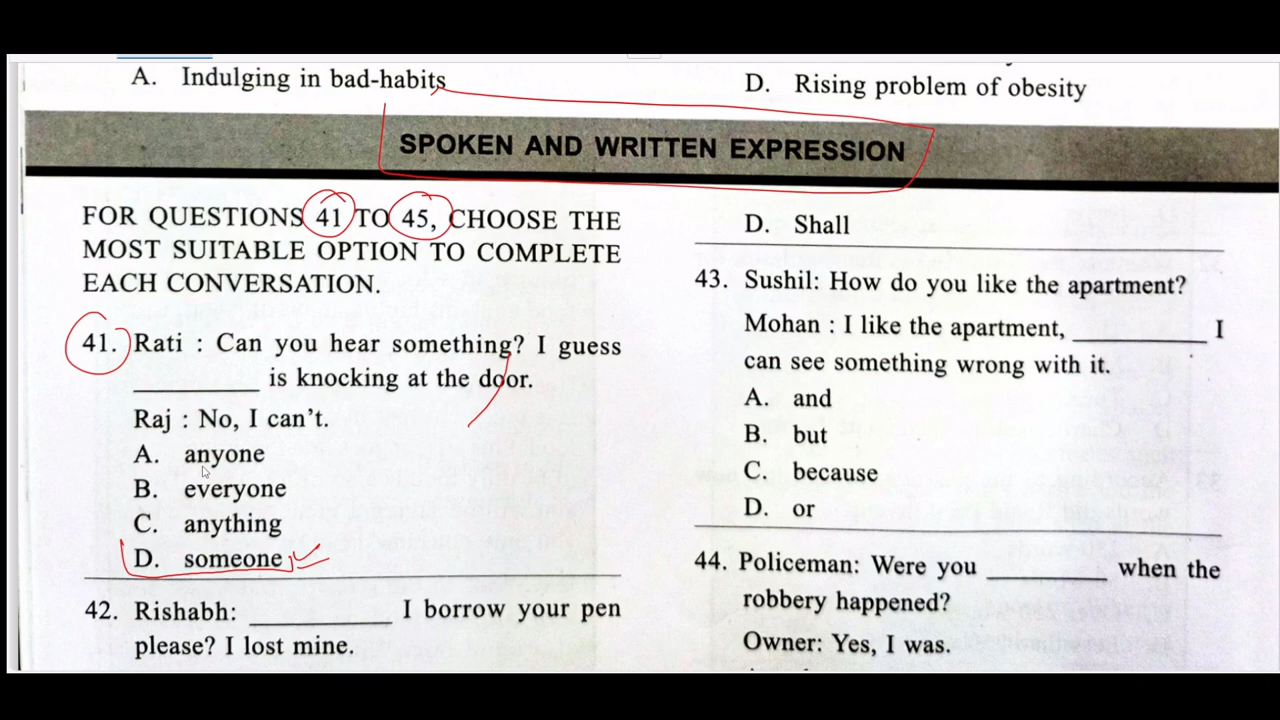 A. Indulging in bad-habits
D. Rising problem of obesity
SPOKEN AND WRITTEN EXPRESSION
FOR QUESTIONS 41 TO 45, CHOOSE THE
MOST SUITABLE OPTION TO COMPLETE
EACH CONVERSATION.
41. Rati : Can you hear something? I guess
__________ is knocking at the door.
Raj : No, I can't.
A. anyone
B. everyone
C. anything
D. someone
42. Rishabh: __________ I borrow your pen
please? I lost mine.
D. Shall
43. Sushil: How do you like the apartment?
Mohan : I like the apartment, __________ I
can see something wrong with it.
A. and
B. but
C. because
D. or
44. Policeman: Were you __________ when the
robbery happened?
Owner: Yes, I was.